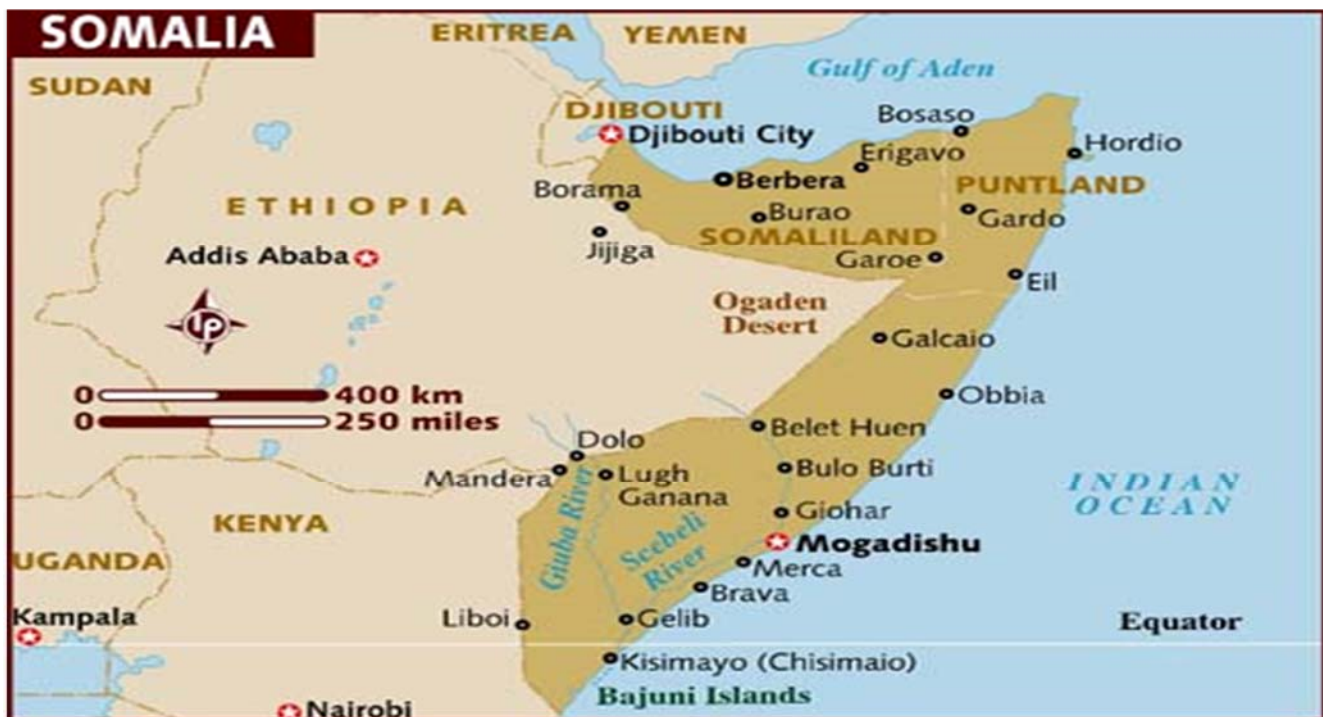 SOMALIA
ERITREA
YEMEN
SUDAN
Gulf of Aden
DJIBOUTI
Bosaso
Djibouti City
Hordio
Erigavo
Borama
Berbera
PUNTLAND
ETHIOPIA
Burao
Gardo
SOMALILAND
Jijiga
Addis Ababa
Garoe
Eil
Ogaden
Desert
LP
Galcaio
0 400 km
0 250 miles
Obbia
Belet Huen
Dolo
Mandera
Lugh
Ganana
Bulo Burti
INDIAN
OCEAN
KENYA
Giohar
Giuba River
Scebeli
River
Mogadishu
UGANDA
Merca
Brava
Kampala
Liboi
Gelib
Equator
Kisimayo (Chisimaio)
Bajuni Islands
Nairobi